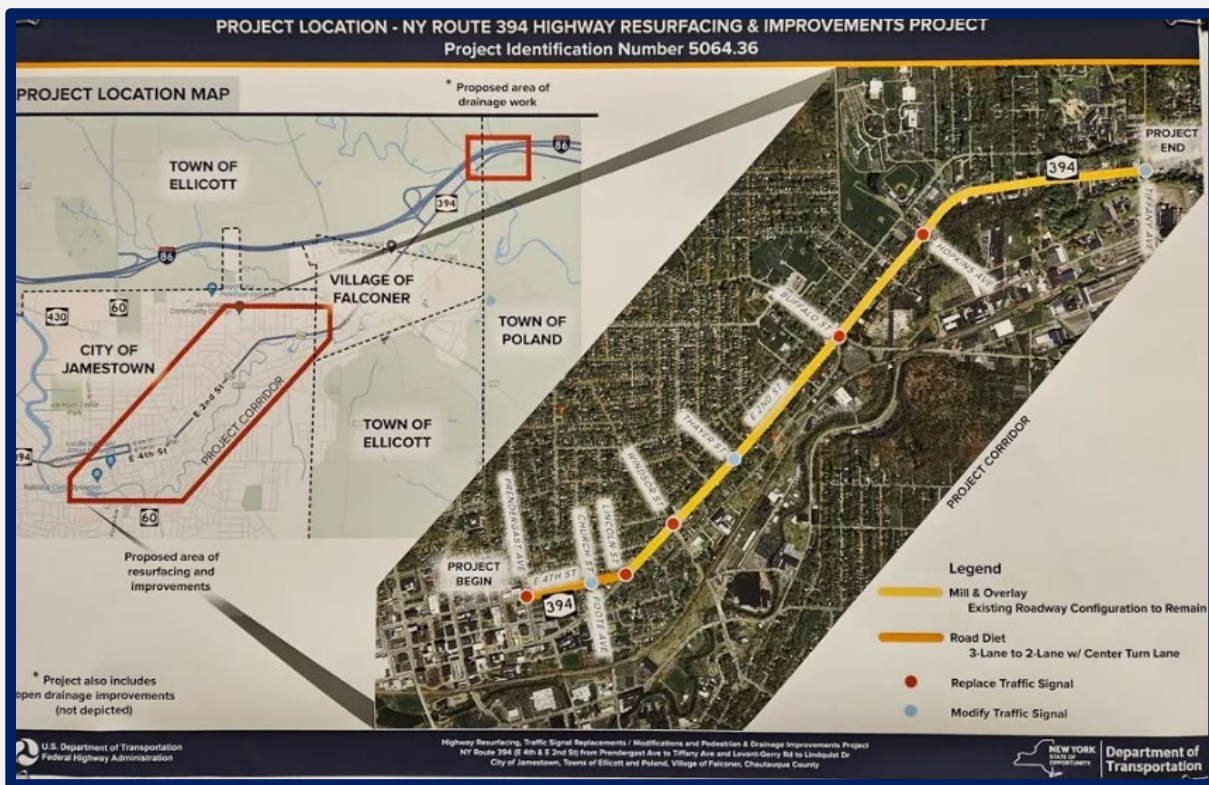 PROJECT LOCATION - NY ROUTE 394 HIGHWAY RESURFACING & IMPROVEMENTS PROJECT
Project Identification Number 5064.36
PROJECT LOCATION MAP
* Proposed area of
drainage work
TOWN OF
ELLICOTT
86
394
86
VILLAGE OF
FALCONER
TOWN OF
POLAND
60
430
Jamestown
Community College
CITY OF
JAMESTOWN
E 2nd St
PROJECT CORRIDOR
TOWN OF
ELLICOTT
394
E 4th St
National Comedy Center
60
Proposed area of
resurfacing and
improvements
* Project also includes
open drainage improvements
(not depicted)
PROJECT
END
394
TIFFANY AVE
HOPKINS AVE
BUFFALO ST
E 2ND ST
THAYER ST
WINDSOR ST
LINCOLN ST
CHURCH ST
PRENDERGAST AVE
PROJECT
BEGIN
E 4TH ST
394
FOOTE AVE
PROJECT CORRIDOR
Legend
Mill & Overlay
Existing Roadway Configuration to Remain
Road Diet
3-Lane to 2-Lane w/ Center Turn Lane
Replace Traffic Signal
Modify Traffic Signal
U.S. Department of Transportation
Federal Highway Administration
Highway Resurfacing, Traffic Signal Replacements / Modifications and Pedestrian & Drainage Improvements Project
NY Route 394 (E 4th & E 2nd St) from Prendergast Ave to Tiffany Ave and Levant-Gerry Rd to Lindquist Dr
City of Jamestown, Towns of Ellicott and Poland, Village of Falconer, Chautauqua County
NEW YORK
STATE OF
OPPORTUNITY
Department of
Transportation